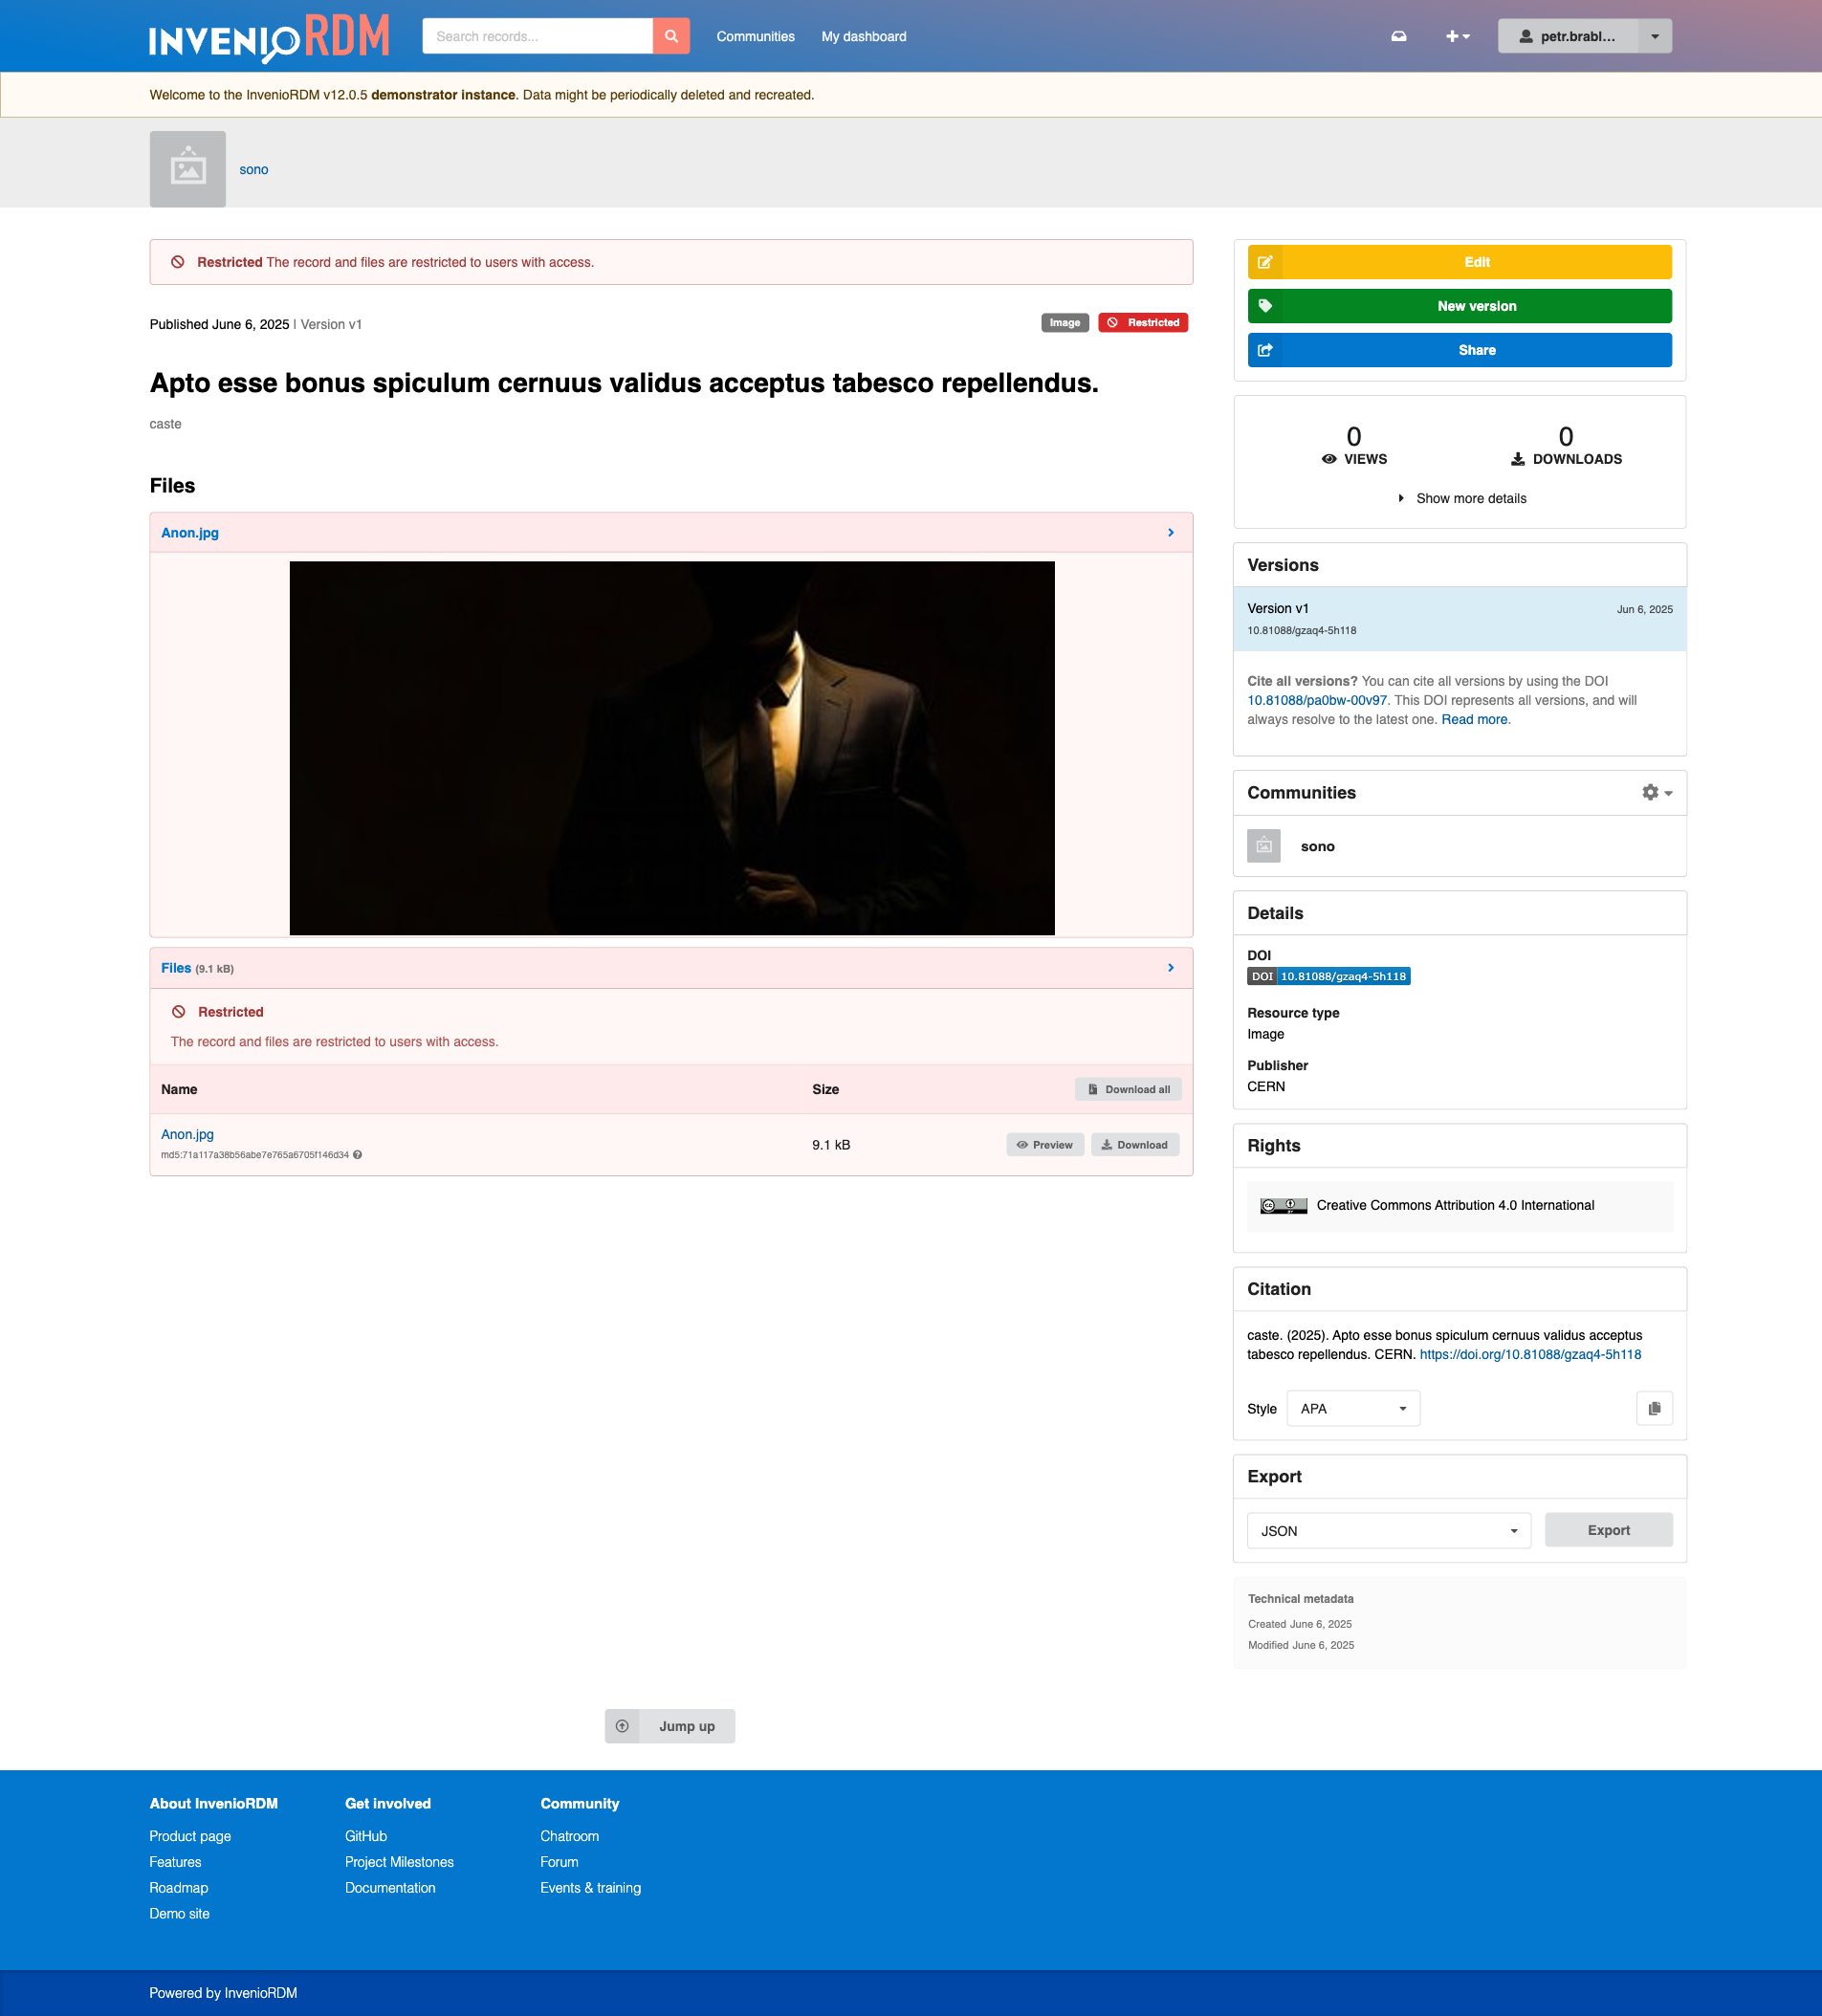 INVENIO RDM
Search records...
Communities
My dashboard
petr.brabl...
Welcome to the InvenioRDM v12.0.5 demonstrator instance. Data might be periodically deleted and recreated.
sono
Restricted The record and files are restricted to users with access.
Published June 6, 2025 | Version v1
Image
Restricted
Apto esse bonus spiculum cernuus validus acceptus tabesco repellendus.
caste
Files
Anon.jpg
Files (9.1 kB)
Restricted
The record and files are restricted to users with access.
Name Size Download all
Anon.jpg
md5:71a117a38b56abe7e765a6705f146d34
9.1 kB
Preview
Download
Edit
New version
Share
0
VIEWS
0
DOWNLOADS
Show more details
Versions
Version v1 Jun 6, 2025
10.81088/gzaq4-5h118
Cite all versions? You can cite all versions by using the DOI
10.81088/pa0bw-00v97. This DOI represents all versions, and will
always resolve to the latest one. Read more.
Communities
sono
Details
DOI
DOI 10.81088/gzaq4-5h118
Resource type
Image
Publisher
CERN
Rights
Creative Commons Attribution 4.0 International
Citation
caste. (2025). Apto esse bonus spiculum cernuus validus acceptus
tabesco repellendus. CERN. https://doi.org/10.81088/gzaq4-5h118
Style APA
Export
JSON Export
Technical metadata
Created June 6, 2025
Modified June 6, 2025
Jump up
About InvenioRDM
Product page
Features
Roadmap
Demo site
Get involved
GitHub
Project Milestones
Documentation
Community
Chatroom
Forum
Events & training
Powered by InvenioRDM